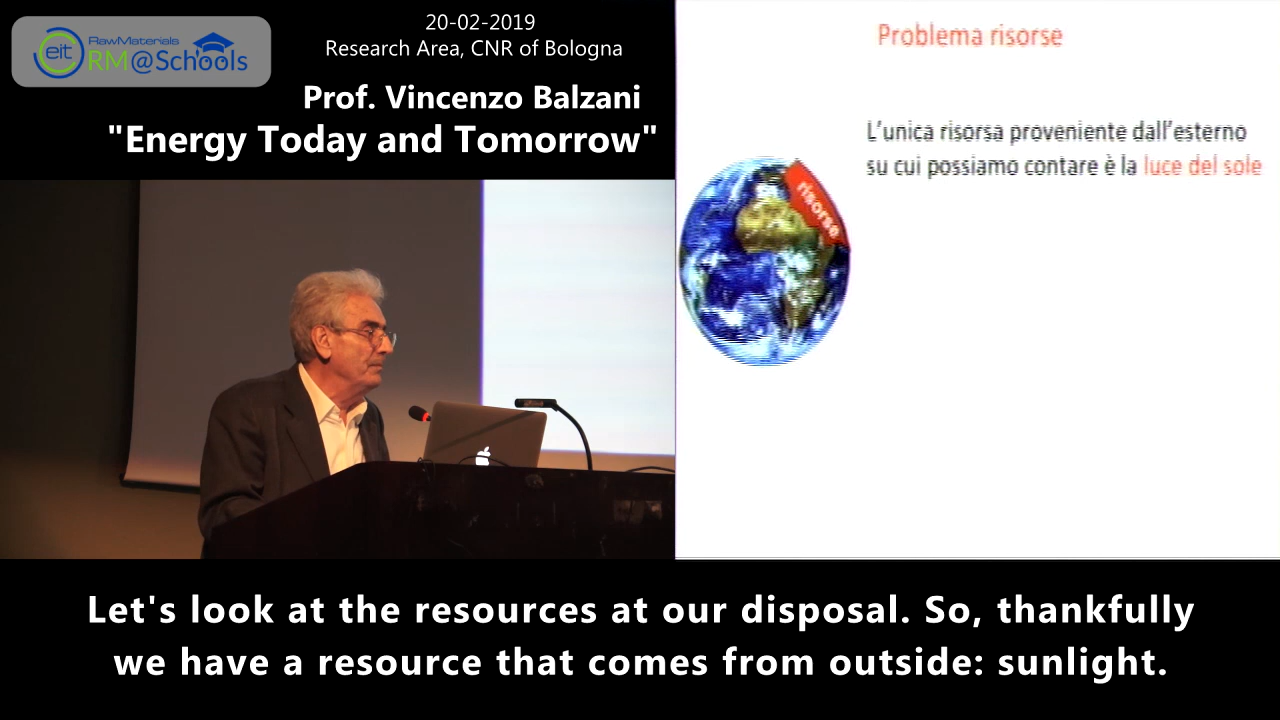 eit RawMaterials
RM@Schools
20-02-2019
Research Area, CNR of Bologna
Prof. Vincenzo Balzani
"Energy Today and Tomorrow"
Problema risorse
L'unica risorsa proveniente dall'esterno
su cui possiamo contare è la luce del sole
risorse
Let's look at the resources at our disposal. So, thankfully
we have a resource that comes from outside: sunlight.